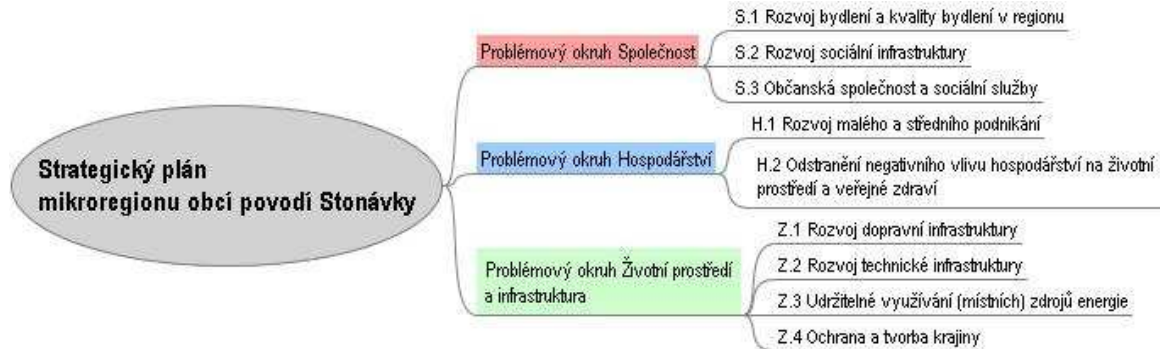 Strategický plán
mikroregionu obcí povodí Stonávky
Problémový okruh Společnost
S.1 Rozvoj bydlení a kvality bydlení v regionu
S.2 Rozvoj sociální infrastruktury
S.3 Občanská společnost a sociální služby
Problémový okruh Hospodářství
H.1 Rozvoj malého a středního podnikání
H.2 Odstranění negativního vlivu hospodářství na životní
prostředí a veřejné zdraví
Problémový okruh Životní prostředí
a infrastruktura
Z.1 Rozvoj dopravní infrastruktury
Z.2 Rozvoj technické infrastruktury
Z.3 Udržitelné využívání (místních) zdrojů energie
Z.4 Ochrana a tvorba krajiny